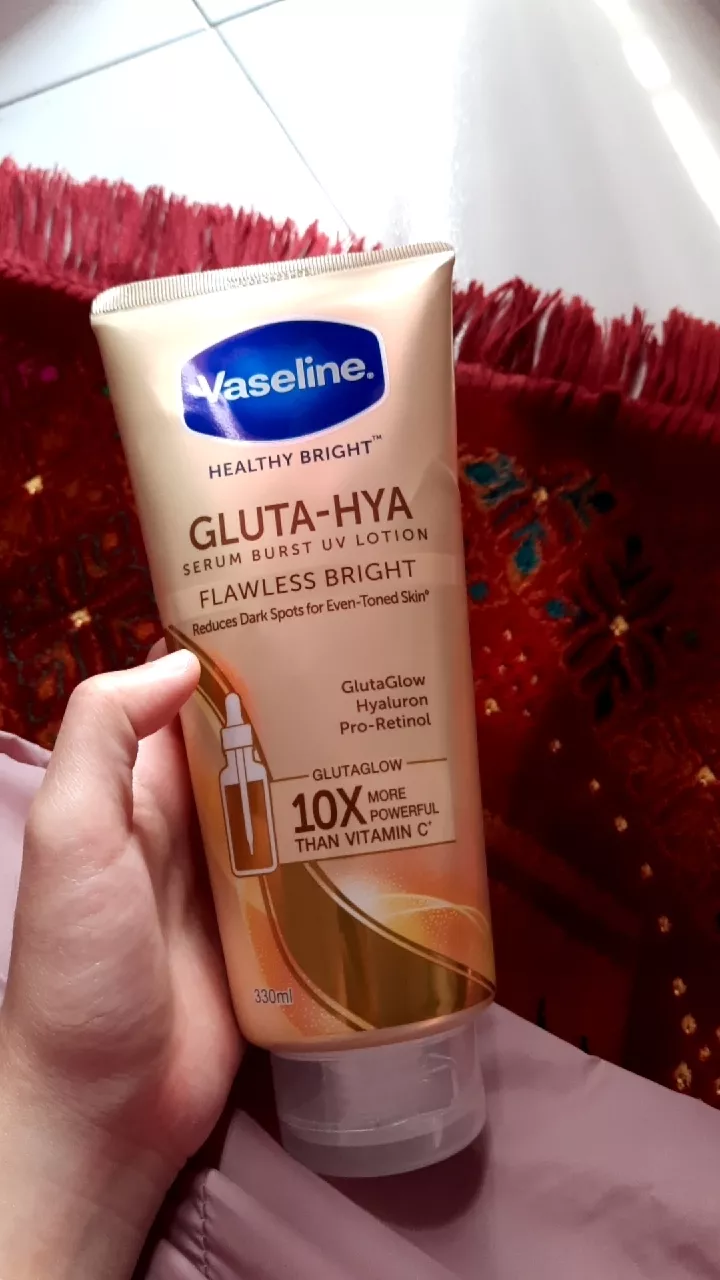 Vaseline.
HEALTHY BRIGHT™
GLUTA-HYA
SERUM BURST UV LOTION
FLAWLESS BRIGHT
Reduces Dark Spots for Even-Toned Skin*
GlutaGlow
Hyaluron
Pro-Retinol
GLUTAGLOW
10X MORE
POWERFUL
THAN VITAMIN C*
330ml